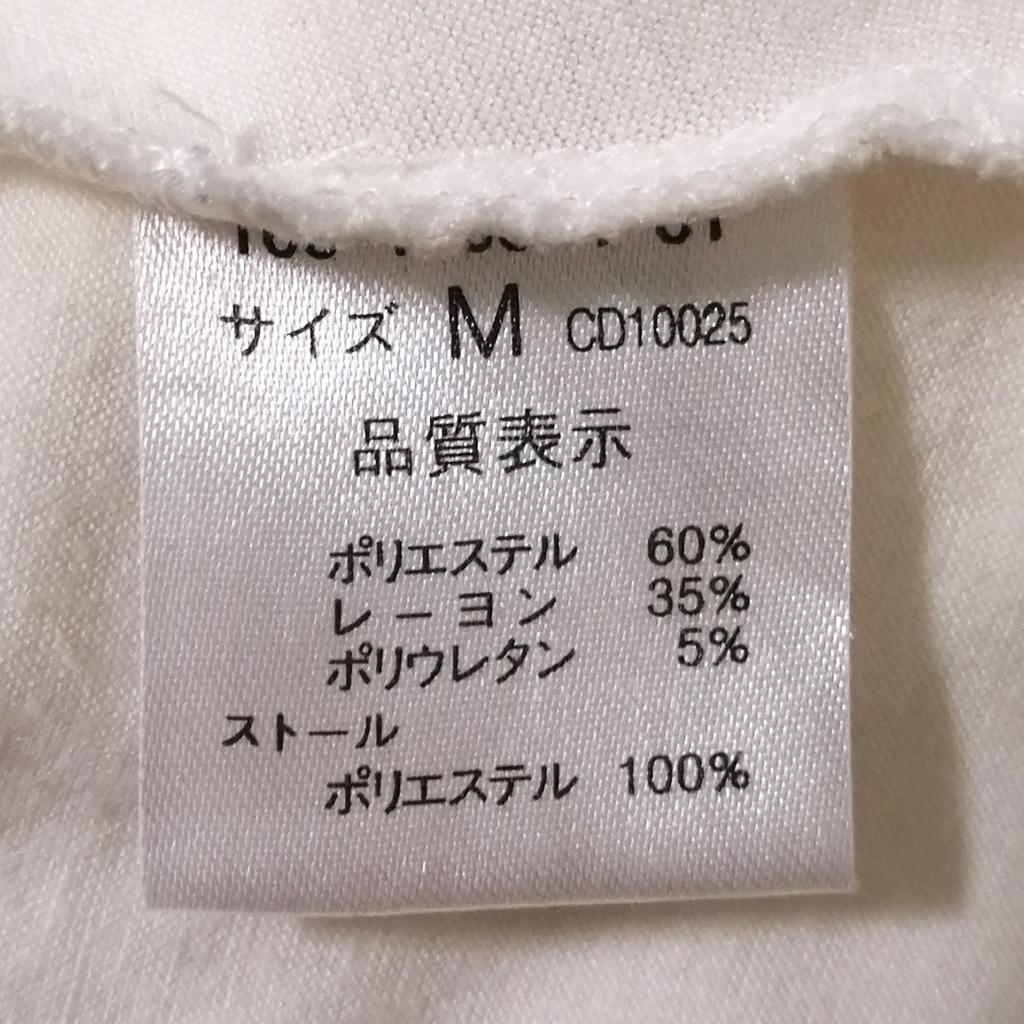 サイズ M CD10025
品質表示
ポリエステル 60%
レーヨン 35%
ポリウレタン 5%
ストール
ポリエステル 100%